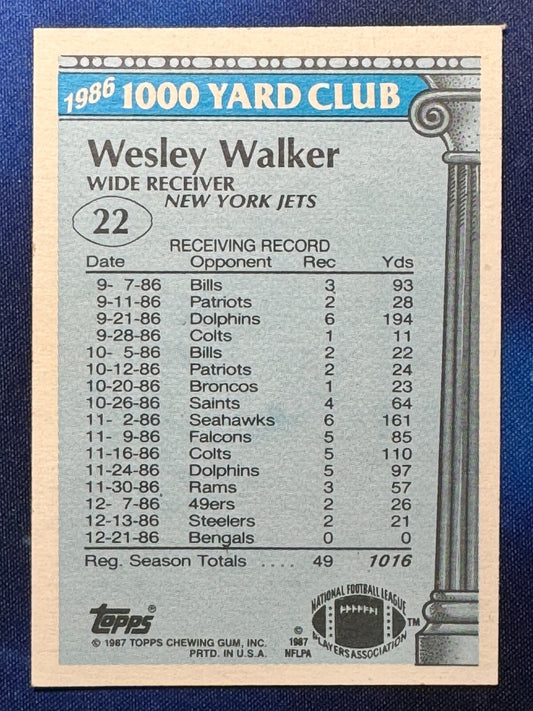 1986 1000 YARD CLUB
Wesley Walker
WIDE RECEIVER
NEW YORK JETS
22
RECEIVING RECORD
Date Opponent Rec Yds
9- 7-86 Bills 3 93
9-11-86 Patriots 2 28
9-21-86 Dolphins 6 194
9-28-86 Colts 1 11
10- 5-86 Bills 2 22
10-12-86 Patriots 2 24
10-20-86 Broncos 1 23
10-26-86 Saints 4 64
11- 2-86 Seahawks 6 161
11- 9-86 Falcons 5 85
11-16-86 Colts 5 110
11-24-86 Dolphins 5 97
11-30-86 Rams 3 57
12- 7-86 49ers 2 26
12-13-86 Steelers 2 21
12-21-86 Bengals 0 0
Reg. Season Totals .... 49 1016
Topps®
© 1987 TOPPS CHEWING GUM, INC.
PRTD. IN U.S.A.
©
1987
NFLPA
NATIONAL FOOTBALL LEAGUE
PLAYERS ASSOCIATION
TM